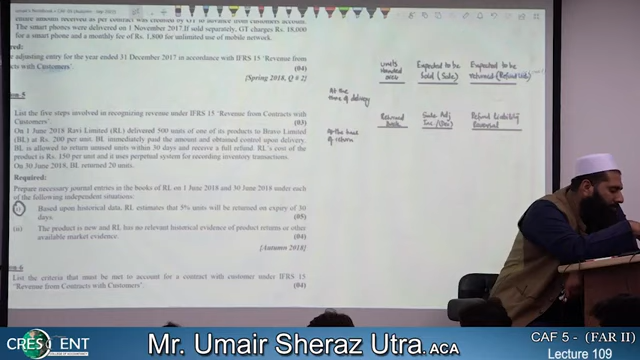 where amounts received as per contract was credited by GT to advance from customers account.
The smart phones were delivered on 1 November 2017. If sold separately, GT charges Rs. 18,000
for a smart phone and a monthly fee of Rs. 1,800 for unlimited use of mobile network.
adjusting entry for the year ended 31 December 2017 in accordance with IFRS 15 'Revenue from
cts with Customers'. (04)
[Spring 2018, Q # 2]
List the five steps involved in recognizing revenue under IFRS 15 "Revenue from Contracts with
Customers". (03)
On 1 June 2018 Ravi Limited (RL) delivered 500 units of one of its products to Bravo Limited
(BL) at Rs. 200 per unit. BL immediately paid the amount and obtained control upon delivery.
BL is allowed to return unused units within 30 days and receive a full refund. RL's cost of the
product is Rs. 150 per unit and it uses perpetual system for recording inventory transactions.
On 30 June 2018, BL returned 20 units.
Required:
Prepare necessary journal entries in the books of RL on 1 June 2018 and 30 June 2018 under each
of the following independent situations:
(i) Based upon historical data, RL estimates that 3% units will be returned on expiry of 30
days. (05)
(ii) The product is new and RL has no relevant historical evidence of product returns or other
available market evidence. (04)
[Autumn 2018]
List the criteria that must be met to account for a contract with customer under IFRS 15
"Revenue from Contracts with Customers". (04)
units Handed over
Expected to be Sold (Sale)
Expected to be returned
At the time of delivery
Returned
Sale Adj
Refund Liability Reversal
At the time of return
CRESCENT
Mr. Umair Sheraz Utra. ACA
CAF 5 - (FAR II)
Lecture 109